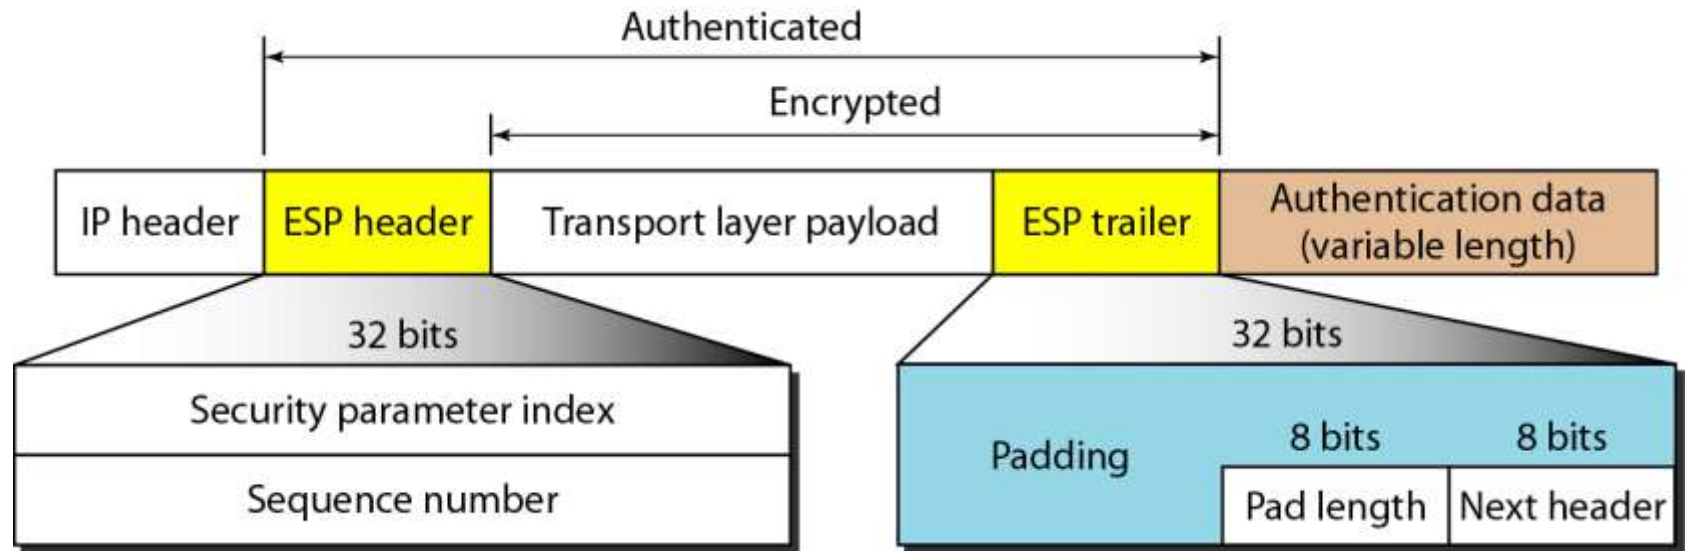 Authenticated
Encrypted
IP header
ESP header
Transport layer payload
ESP trailer
Authentication data
(variable length)
32 bits
Security parameter index
Sequence number
32 bits
Padding
8 bits
8 bits
Pad length
Next header